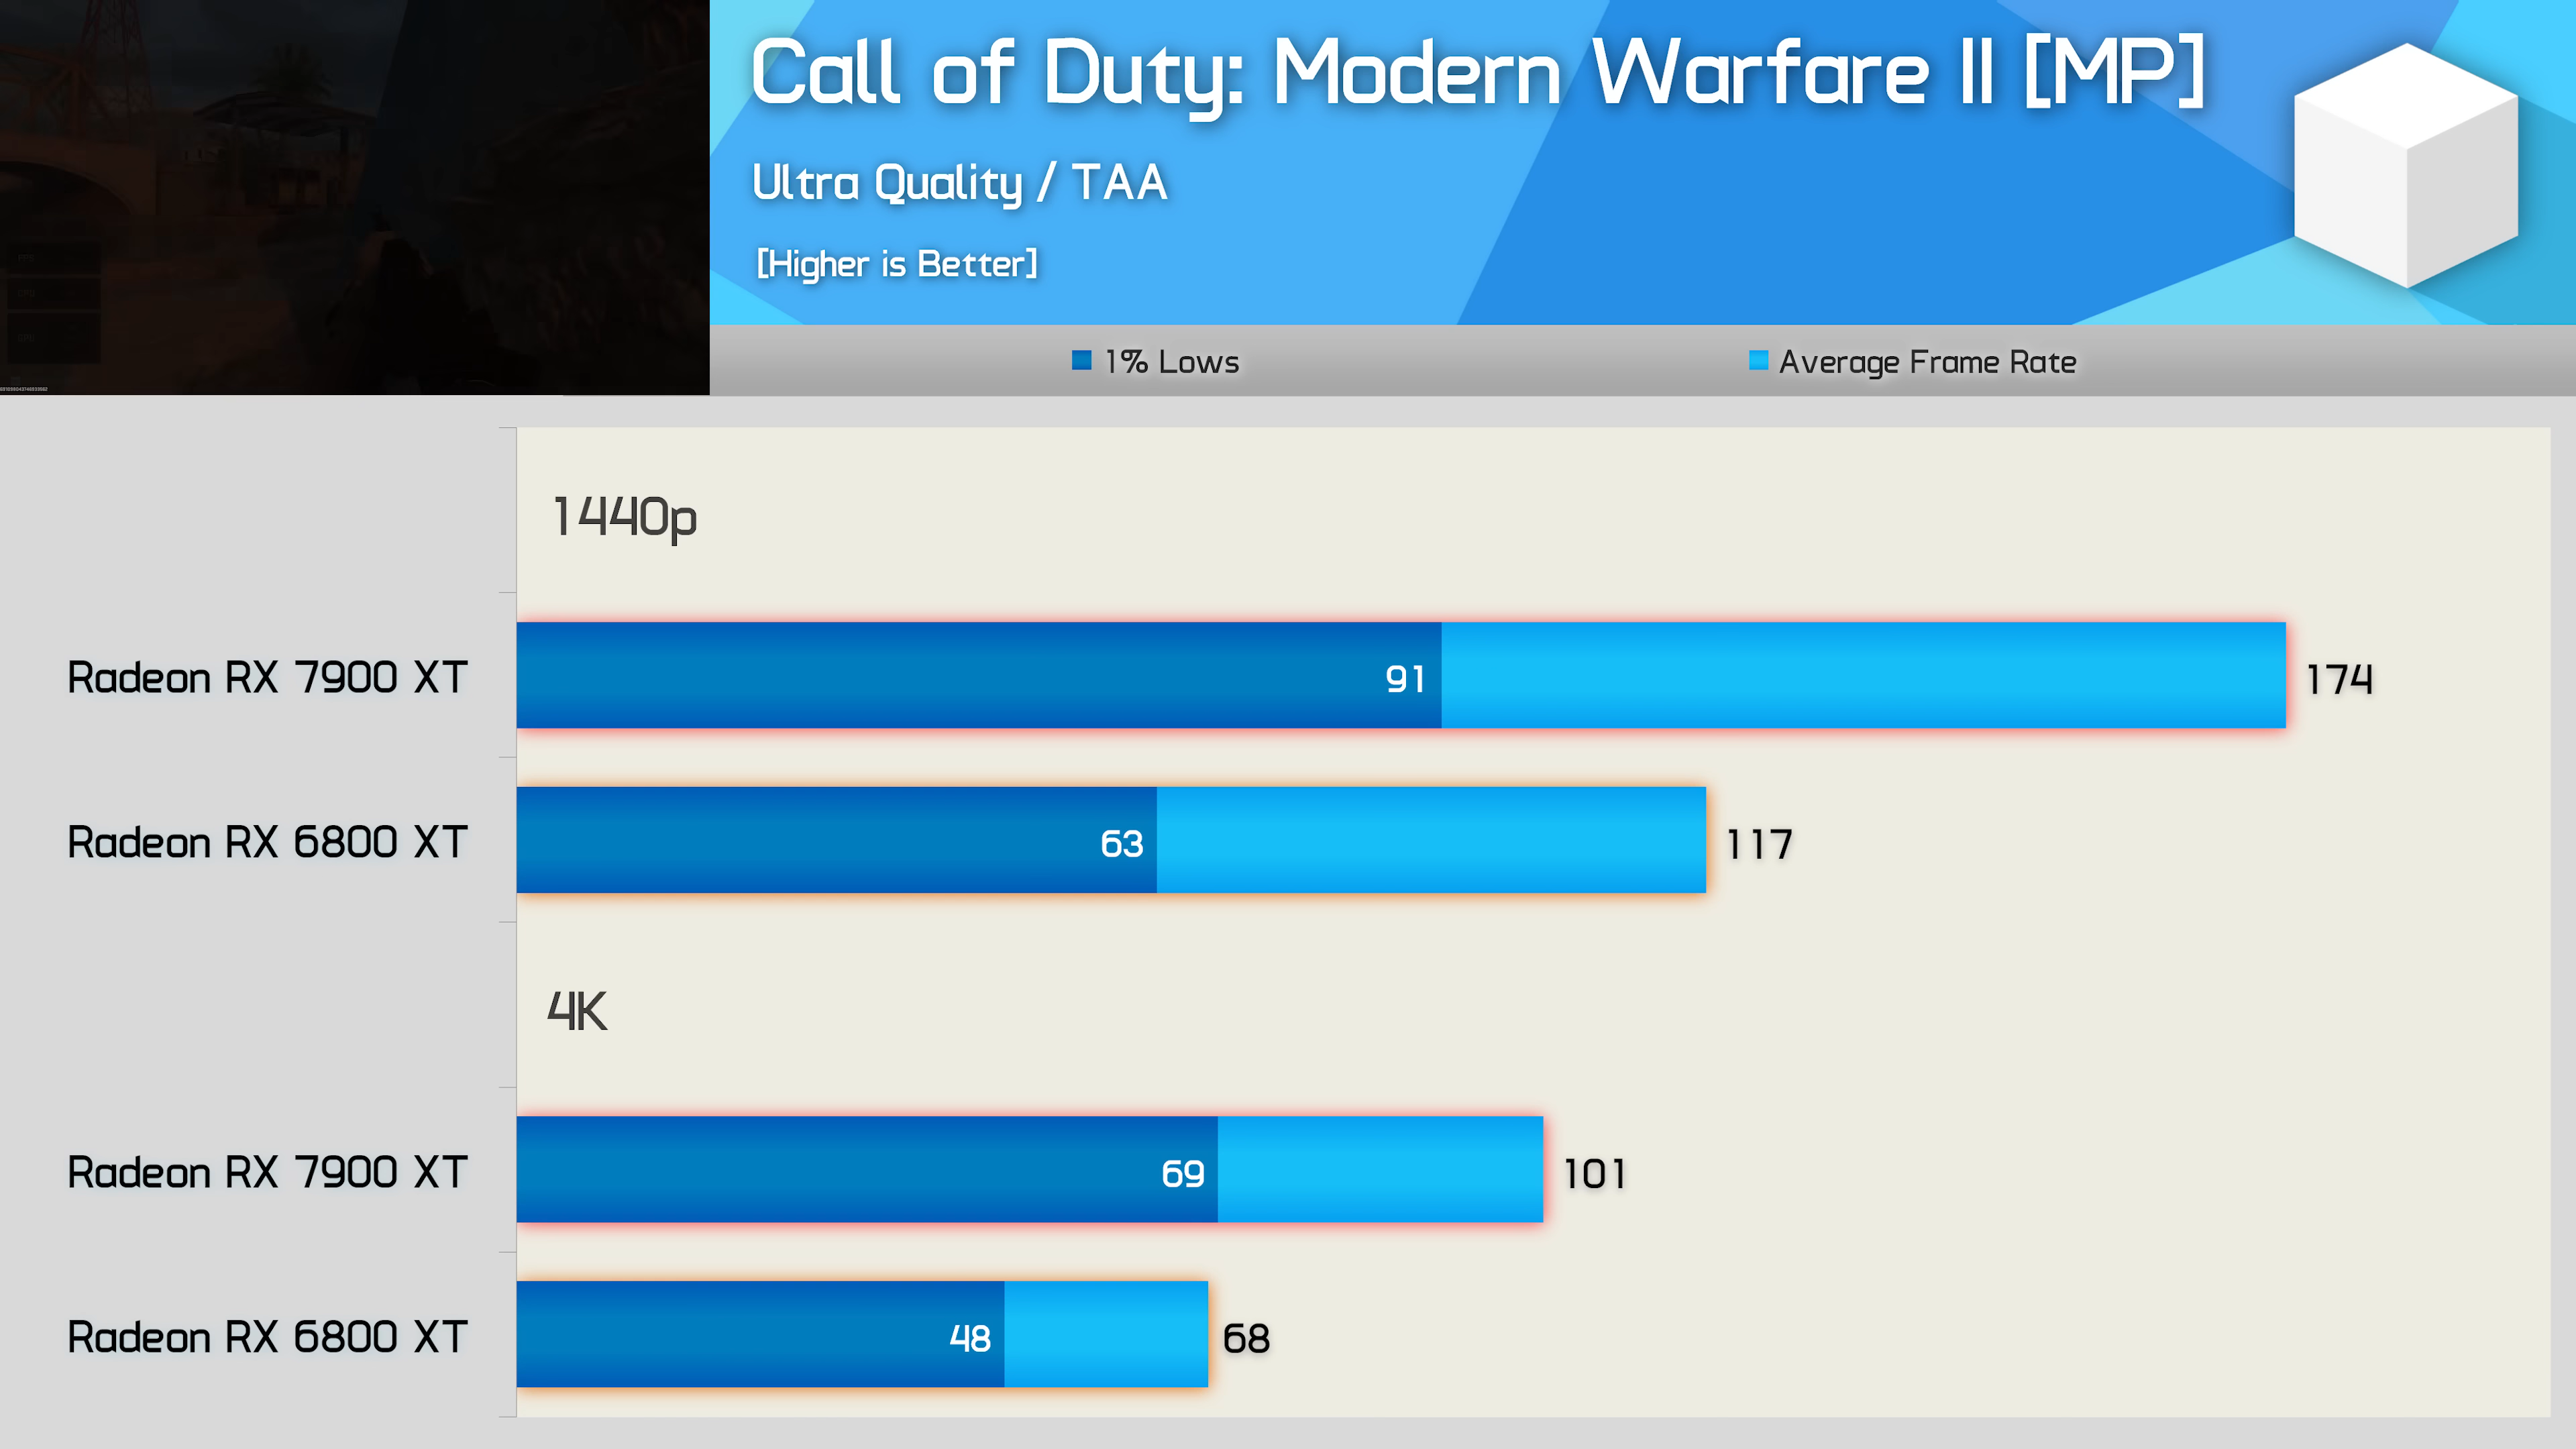 Call of Duty: Modern Warfare II [MP]
Ultra Quality / TAA
[Higher is Better]
1% Lows
Average Frame Rate
1440p
Radeon RX 7900 XT
91
174
Radeon RX 6800 XT
63
117
4K
Radeon RX 7900 XT
69
101
Radeon RX 6800 XT
48
68